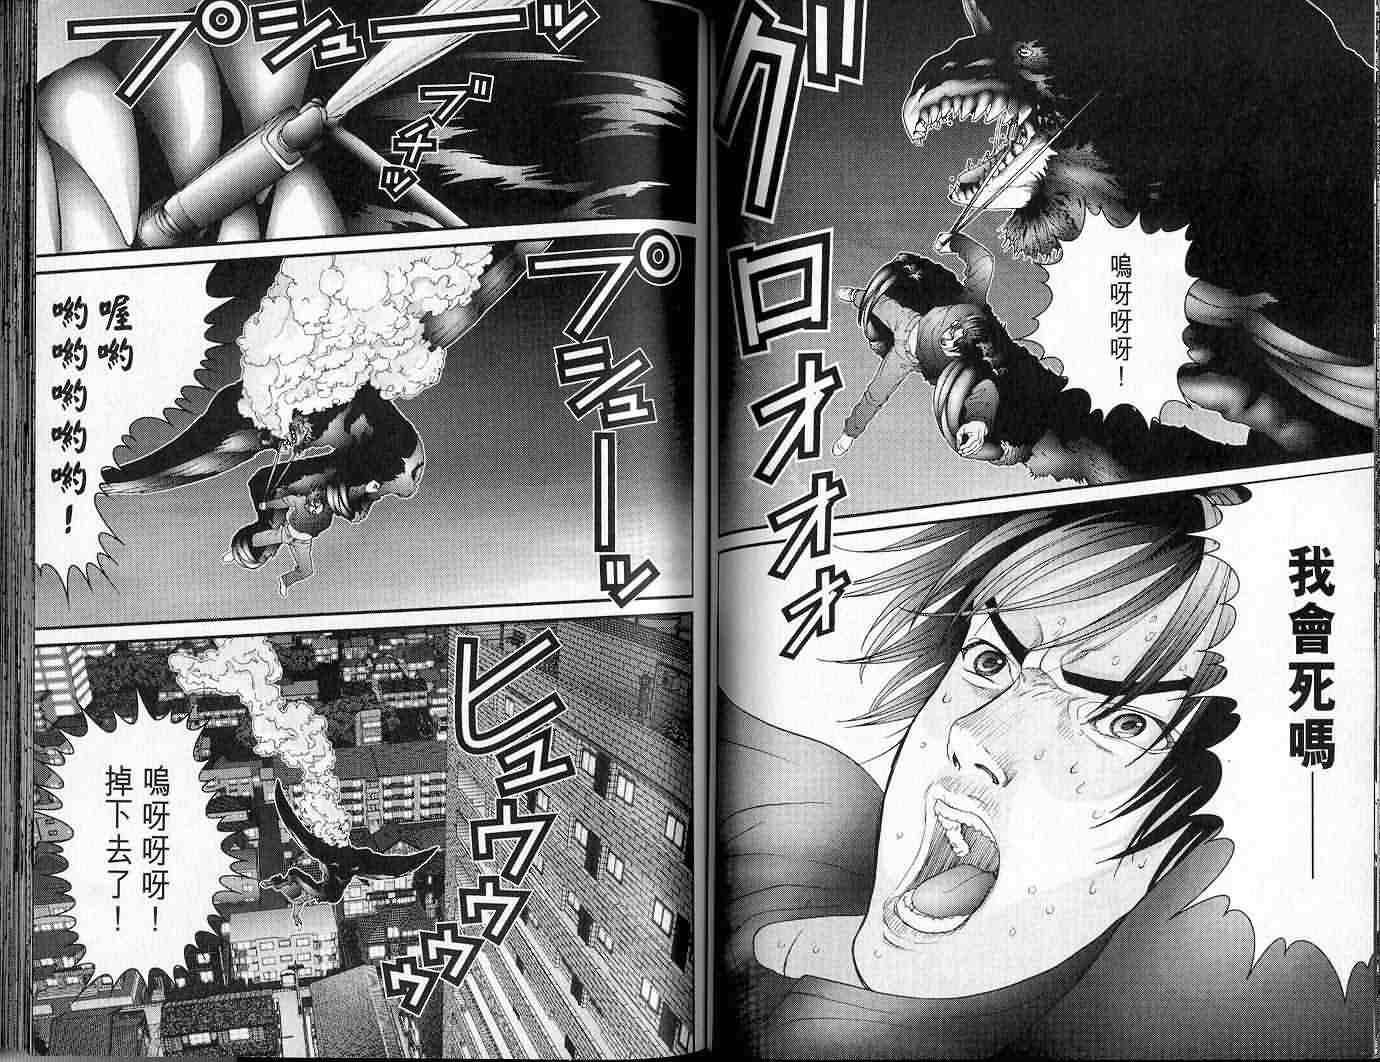 グロオオオ
嗚呀呀呀！
我會死嗎——
プシューッ
ブチッ
プシューッ
喔喲
喲喲喲喲喲！
ヒュウウウウウ
嗚呀呀呀！
掉下去了！